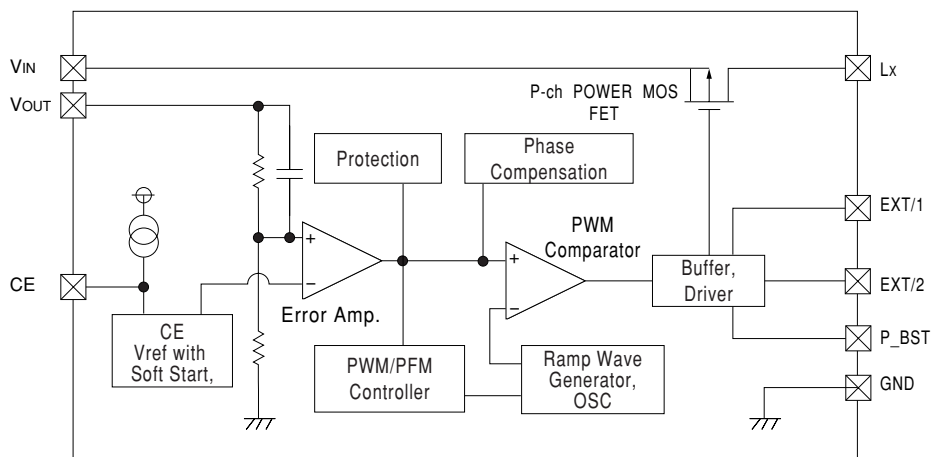 VIN
VOUT
CE
P-ch POWER MOS
FET
Lx
Protection
Phase
Compensation
EXT/1
PWM
Comparator
+
−
Error Amp.
+
−
Buffer,
Driver
EXT/2
CE
Vref with
Soft Start,
PWM/PFM
Controller
Ramp Wave
Generator,
OSC
P_BST
GND